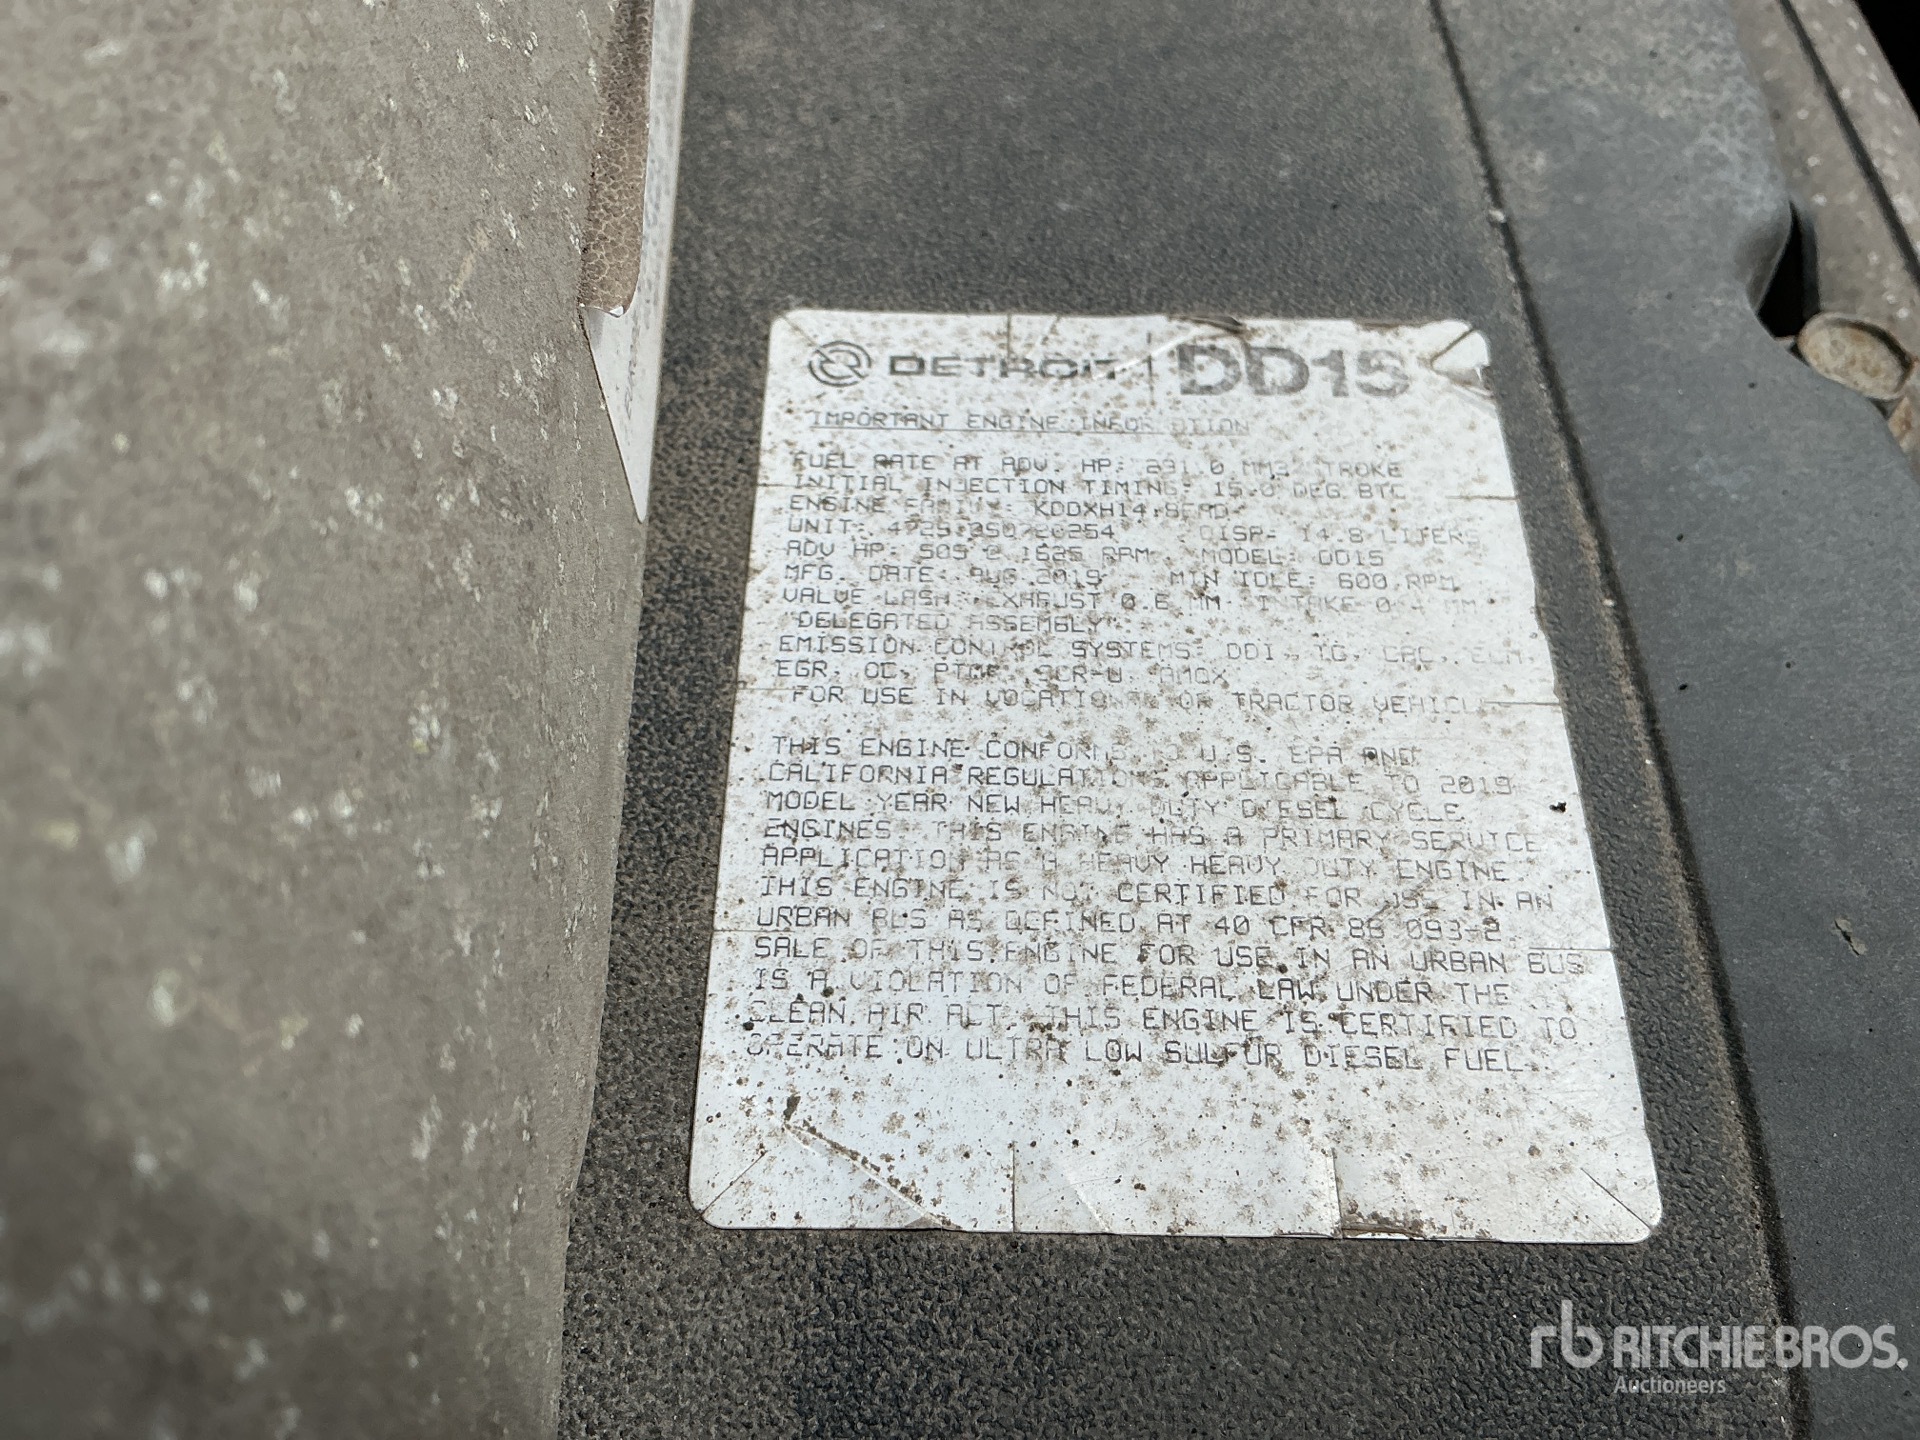 DETROIT | DD15
IMPORTANT ENGINE INFORMATION
FUEL RATE AT ADV. HP: 291.0 MM3/STROKE
INITIAL INJECTION TIMING: 15.0 DEG BTC
ENGINE FAMILY: KDDXH14.8
UNIT: DISP: 14.8 LITERS
ADV HP: 505 @ 1625 RPM MODEL: DD15
MFG. DATE: AUG 2019 MIN IDLE: 600 RPM
VALVE LASH: EXHAUST 0.6 MM INTAKE 0.4 MM
DELEGATED ASSEMBLY
EMISSION CONTROL SYSTEMS: DDI, TC, CAC, ECM,
EGR, OC, SCR-U, AMOX
FOR USE IN VOCATIONAL OR TRACTOR VEHICLES
THIS ENGINE CONFORMS TO U.S. EPA AND
CALIFORNIA REGULATIONS APPLICABLE TO 2019
MODEL YEAR NEW HEAVY DUTY DIESEL CYCLE
ENGINES. THIS ENGINE HAS A PRIMARY SERVICE
APPLICATION AS A HEAVY HEAVY DUTY ENGINE.
THIS ENGINE IS NOT CERTIFIED FOR USE IN AN
URBAN BUS AS DEFINED AT 40 CFR 86 093-2.
SALE OF THIS ENGINE FOR USE IN AN URBAN BUS
IS A VIOLATION OF FEDERAL LAW UNDER THE
CLEAN AIR ACT. THIS ENGINE IS CERTIFIED TO
OPERATE ON ULTRA LOW SULFUR DIESEL FUEL.
rb RITCHIE BROS.
Auctioneers